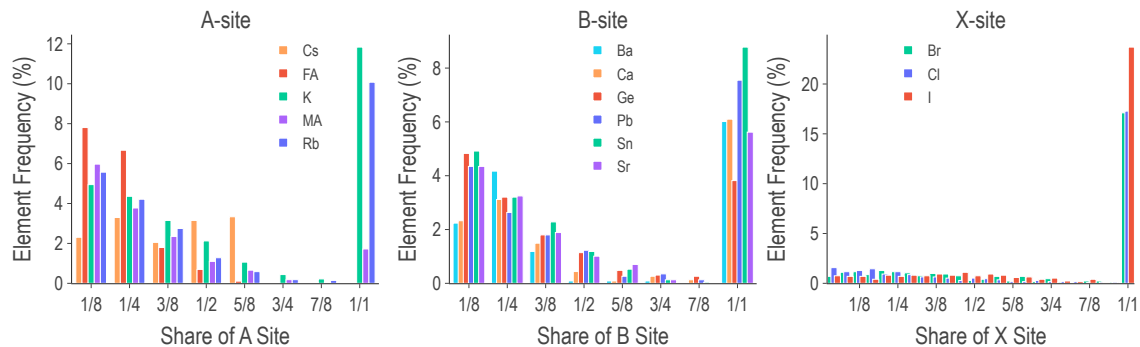 A-site
Element Frequency (%)
12
10
8
6
4
2
0
Cs
FA
K
MA
Rb
1/8 1/4 3/8 1/2 5/8 3/4 7/8 1/1
Share of A Site
B-site
Element Frequency (%)
8
6
4
2
0
Ba
Ca
Ge
Pb
Sn
Sr
1/8 1/4 3/8 1/2 5/8 3/4 7/8 1/1
Share of B Site
X-site
Element Frequency (%)
20
15
10
5
0
Br
Cl
I
1/8 1/4 3/8 1/2 5/8 3/4 7/8 1/1
Share of X Site